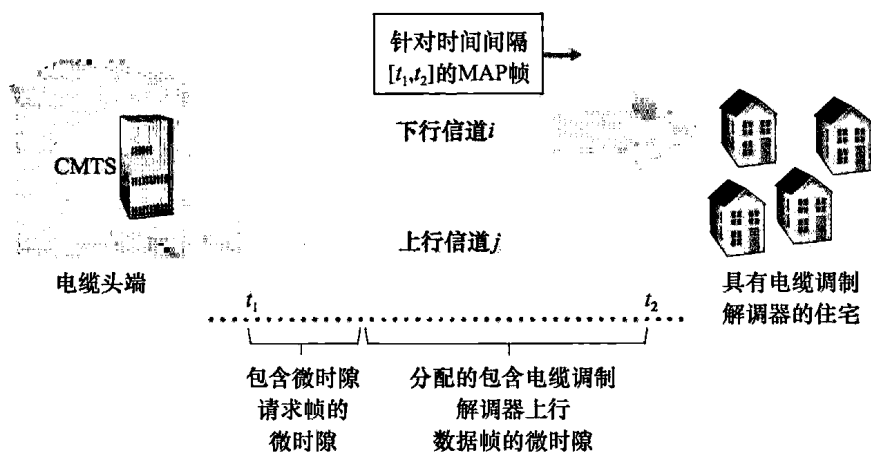 针对时间间隔
[t₁,t₂]的MAP帧
下行信道i
CMTS
上行信道j
电缆头端
具有电缆调制
解调器的住宅
t₁
t₂
包含微时隙
请求帧的
微时隙
分配的包含电缆调制
解调器上行
数据帧的微时隙